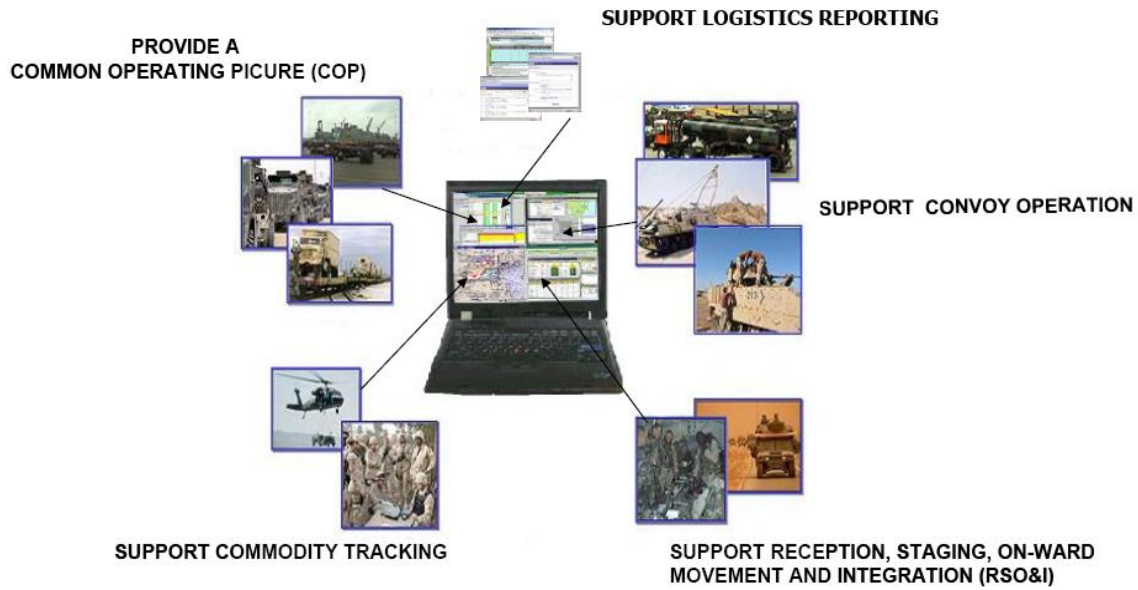 SUPPORT LOGISTICS REPORTING
PROVIDE A
COMMON OPERATING PICURE (COP)
SUPPORT CONVOY OPERATION
SUPPORT COMMODITY TRACKING
SUPPORT RECEPTION, STAGING, ON-WARD
MOVEMENT AND INTEGRATION (RSO&I)